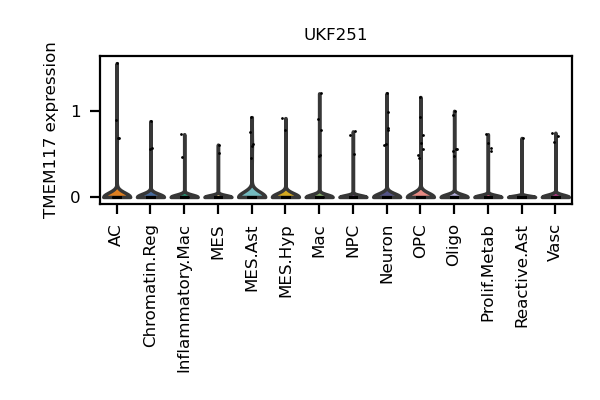 UKF251
TMEM117 expression
1
0
AC
Chromatin.Reg
Inflammatory.Mac
MES
MES.Ast
MES.Hyp
Mac
NPC
Neuron
OPC
Oligo
Prolif.Metab
Reactive.Ast
Vasc